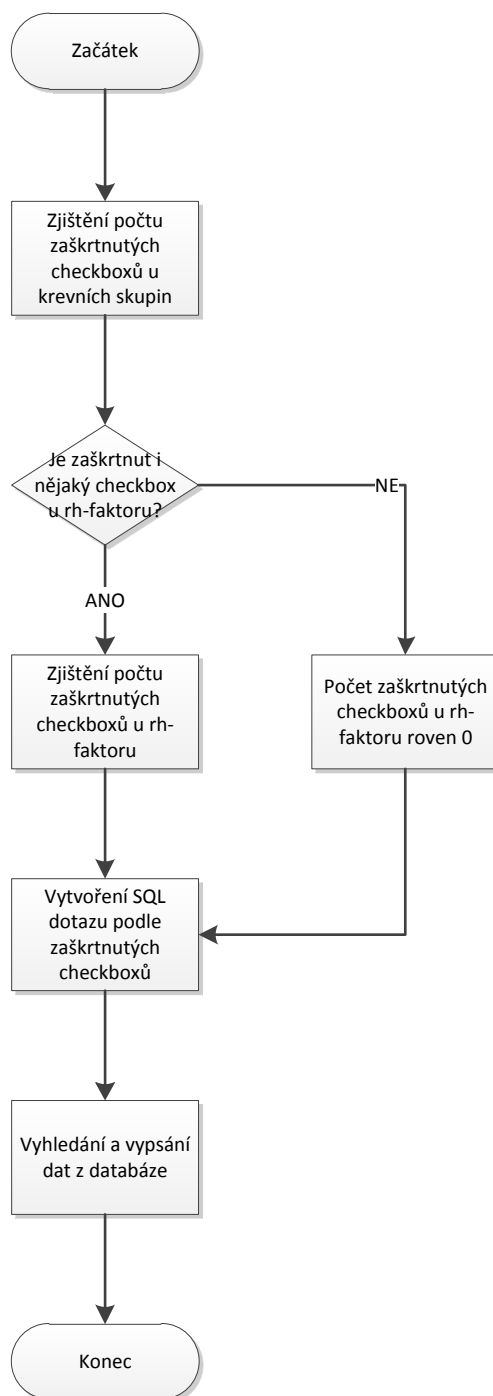 Začátek
Zjištění počtu
zaškrtnutých
checkboxů u
krevních skupin
Je zaškrtnut i
nějaký checkbox
u rh-faktoru?
NE
ANO
Zjištění počtu
zaškrtnutých
checkboxů u rh-
faktoru
Počet zaškrtnutých
checkboxů u rh-
faktoru roven 0
Vytvoření SQL
dotazu podle
zaškrtnutých
checkboxů
Vyhledání a vypsání
dat z databáze
Konec